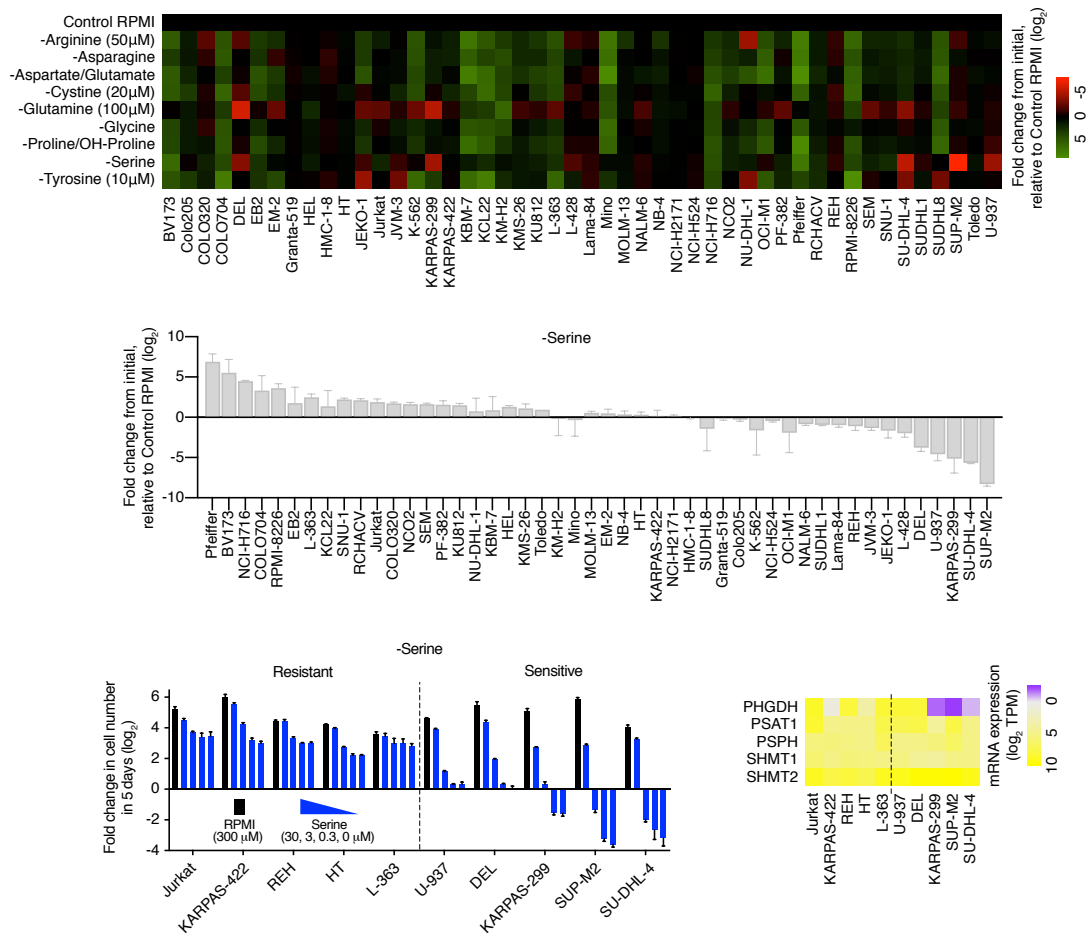 Control RPMI
-Arginine (50μM)
-Asparagine
-Aspartate/Glutamate
-Cystine (20μM)
-Glutamine (100μM)
-Glycine
-Proline/OH-Proline
-Serine
-Tyrosine (10μM)
BV173
Colo205
COLO320
COLO704
DEL
EB2
EM-2
Granta-519
HEL
HMC-1-8
HT
JEKO-1
Jurkat
JVM-3
K-562
KARPAS-299
KARPAS-422
KBM-7
KCL22
KM-H2
KMS-26
KU812
L-363
L-428
Lama-84
Mino
MOLM-13
NALM-6
NB-4
NCI-H2171
NCI-H524
NCI-H716
NCO2
NU-DHL-1
OCI-M1
PF-382
Pfeiffer
RCHACV
REH
RPMI-8226
SEM
SNU-1
SU-DHL-4
SUDHL1
SUDHL8
SUP-M2
Toledo
U-937
Fold change from initial,
relative to Control RPMI (log2)
-5
0
5
-Serine
Fold change from initial,
relative to Control RPMI (log2)
10
5
0
-5
-10
Pfeiffer
BV173
NCI-H716
COLO704
RPMI-8226
EB2
L-363
KCL22
SNU-1
RCHACV
Jurkat
COLO320
NCO2
SEM
PF-382
KU812
NU-DHL-1
KBM-7
HEL
KMS-26
Toledo
KM-H2
Mino
MOLM-13
EM-2
NB-4
HT
KARPAS-422
NCI-H2171
HMC-1-8
SUDHL8
Granta-519
Colo205
K-562
NCI-H524
OCI-M1
NALM-6
SUDHL1
Lama-84
REH
JVM-3
JEKO-1
L-428
DEL
U-937
KARPAS-299
SU-DHL-4
SUP-M2
-Serine
Resistant
Sensitive
Fold change in cell number
in 5 days (log2)
6
4
2
0
-2
-4
RPMI
(300 μM)
Serine
(30, 3, 0.3, 0 μM)
Jurkat
KARPAS-422
REH
HT
L-363
U-937
DEL
KARPAS-299
SUP-M2
SU-DHL-4
PHGDH
PSAT1
PSPH
SHMT1
SHMT2
Jurkat
KARPAS-422
REH
HT
L-363
U-937
DEL
KARPAS-299
SUP-M2
SU-DHL-4
mRNA expression
(log2 TPM)
0
5
10